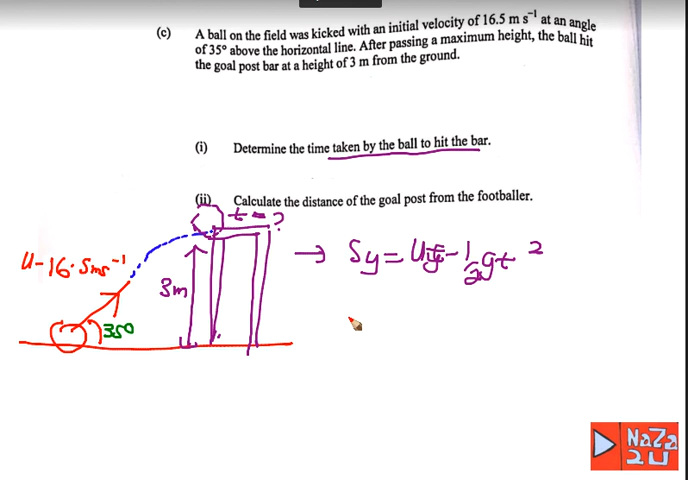 (c) A ball on the field was kicked with an initial velocity of 16.5 m s⁻¹ at an angle
of 35° above the horizontal line. After passing a maximum height, the ball hit
the goal post bar at a height of 3 m from the ground.
(i) Determine the time taken by the ball to hit the bar.
(ii) Calculate the distance of the goal post from the footballer.
t = ?
u-16.5ms⁻¹
→ Sy = Uyt - 1/2 gt²
3m
35°
NaZa
2U